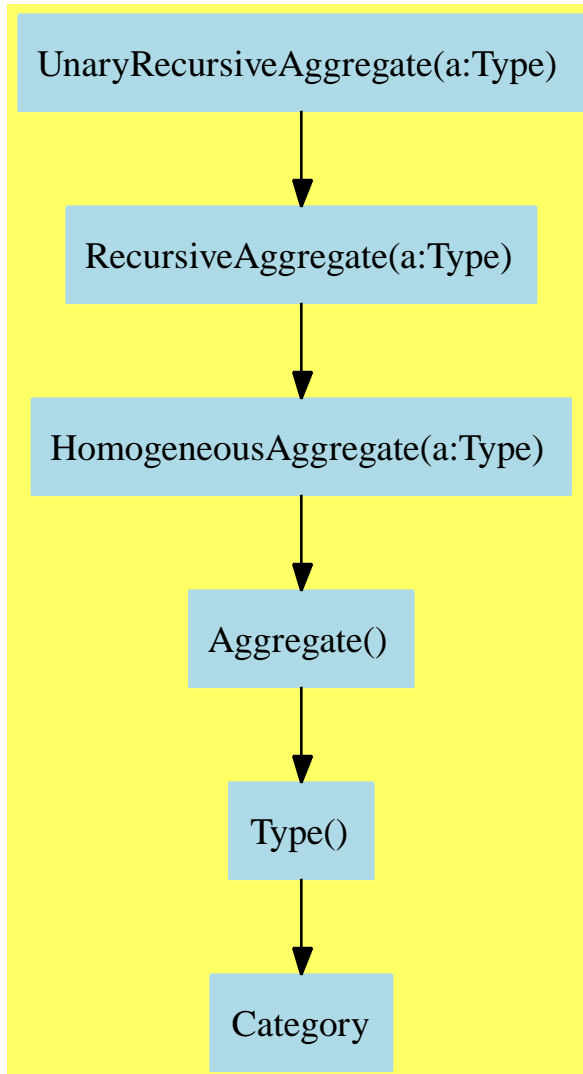 UnaryRecursiveAggregate(a:Type)
RecursiveAggregate(a:Type)
HomogeneousAggregate(a:Type)
Aggregate()
Type()
Category